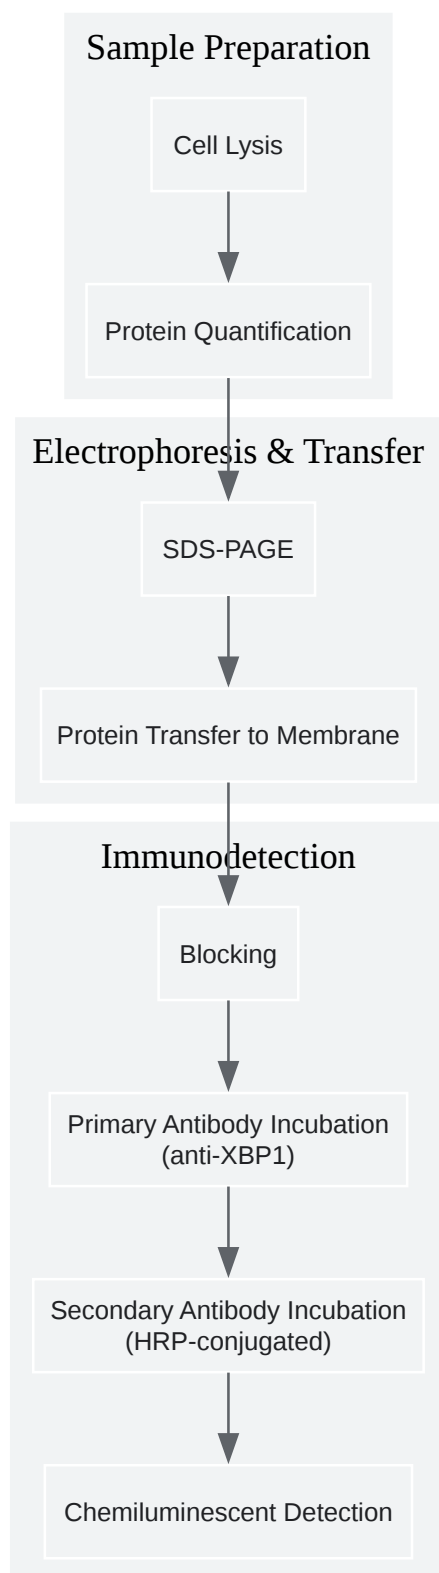 Sample Preparation
Cell Lysis
Protein Quantification
Electrophoresis & Transfer
SDS-PAGE
Protein Transfer to Membrane
Immunodetection
Blocking
Primary Antibody Incubation
(anti-XBP1)
Secondary Antibody Incubation
(HRP-conjugated)
Chemiluminescent Detection